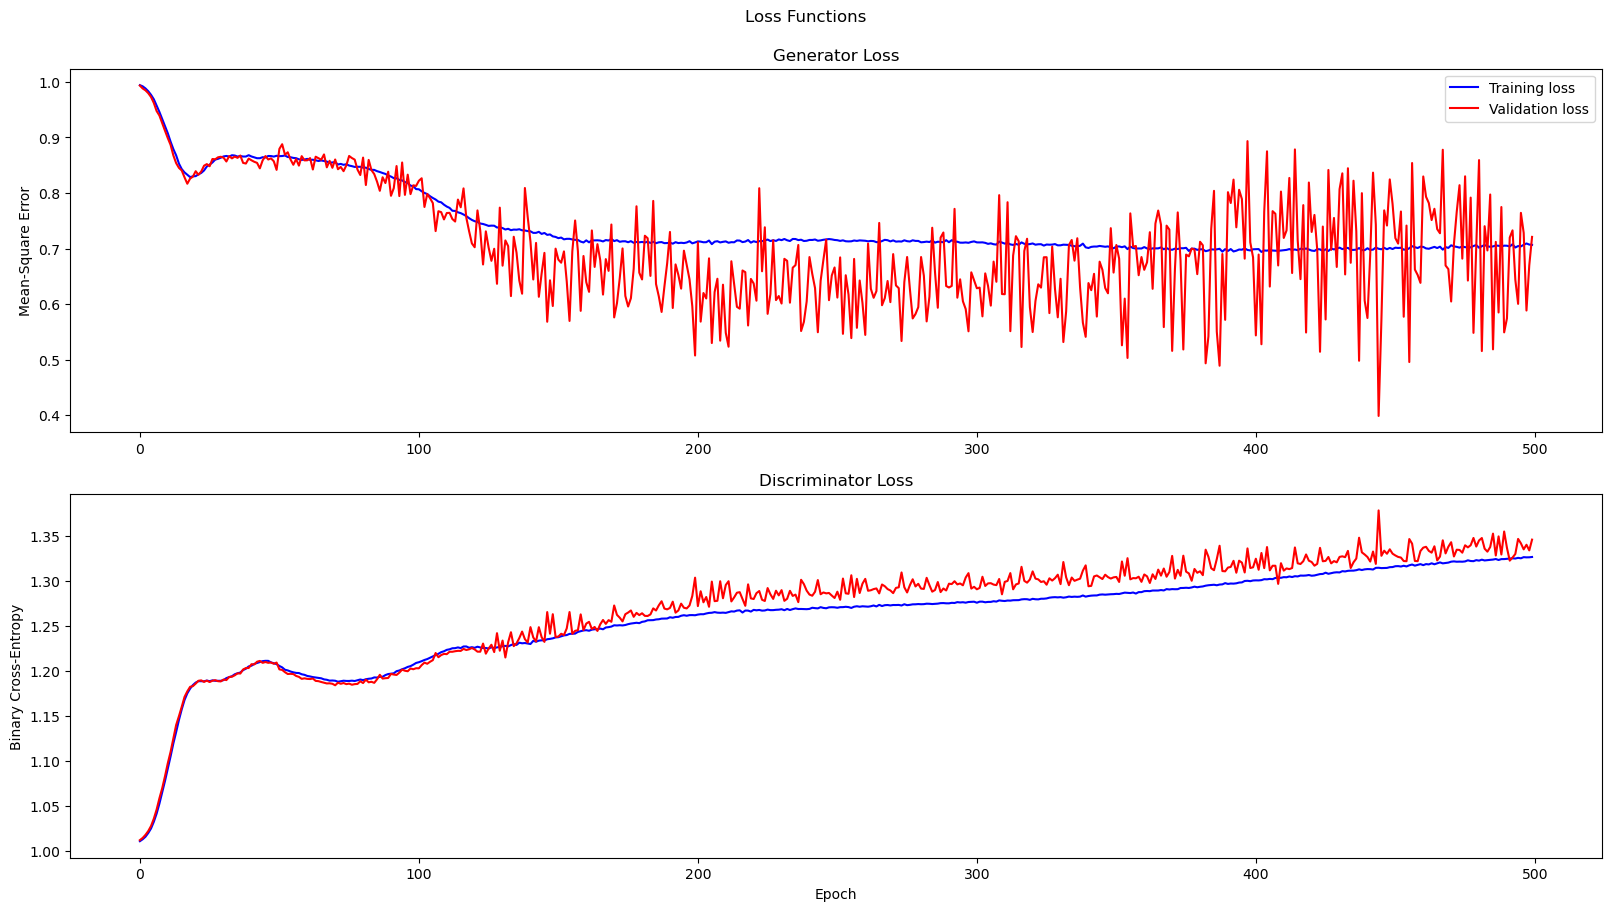 Loss Functions
Generator Loss
Mean-Square Error
1.0
0.9
0.8
0.7
0.6
0.5
0.4
Training loss
Validation loss
0 100 200 300 400 500
Discriminator Loss
Binary Cross-Entropy
1.35
1.30
1.25
1.20
1.15
1.10
1.05
1.00
0 100 200 300 400 500
Epoch